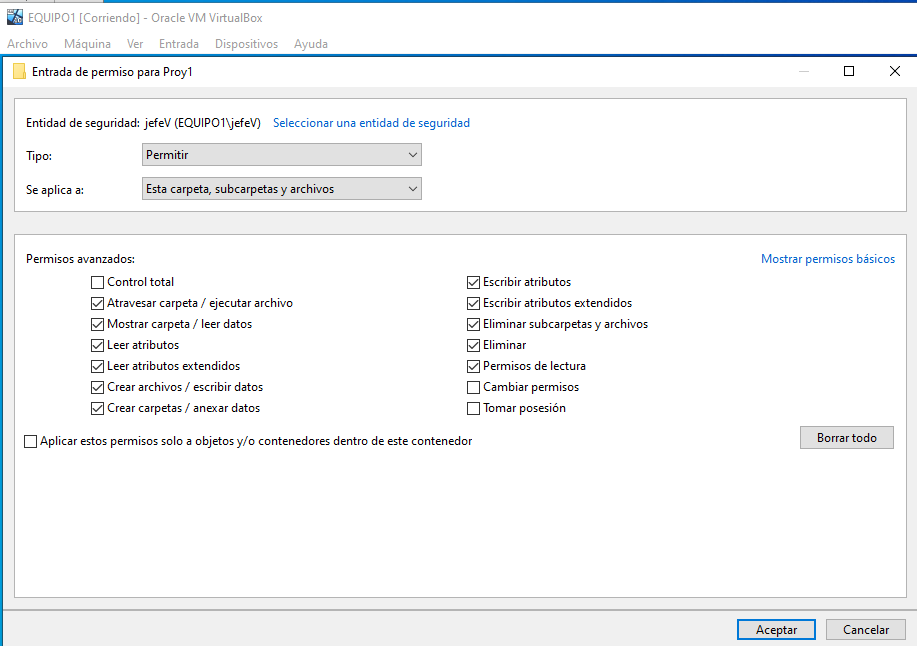 EQUIPO1 [Corriendo] - Oracle VM VirtualBox
Archivo Máquina Ver Entrada Dispositivos Ayuda
Entrada de permiso para Proy1
Entidad de seguridad: jefeV (EQUIPO1\jefeV) Seleccionar una entidad de seguridad
Tipo: Permitir
Se aplica a: Esta carpeta, subcarpetas y archivos
Permisos avanzados: Mostrar permisos básicos
Control total Escribir atributos
Atravesar carpeta / ejecutar archivo Escribir atributos extendidos
Mostrar carpeta / leer datos Eliminar subcarpetas y archivos
Leer atributos Eliminar
Leer atributos extendidos Permisos de lectura
Crear archivos / escribir datos Cambiar permisos
Crear carpetas / anexar datos Tomar posesión
Aplicar estos permisos solo a objetos y/o contenedores dentro de este contenedor Borrar todo
Aceptar Cancelar